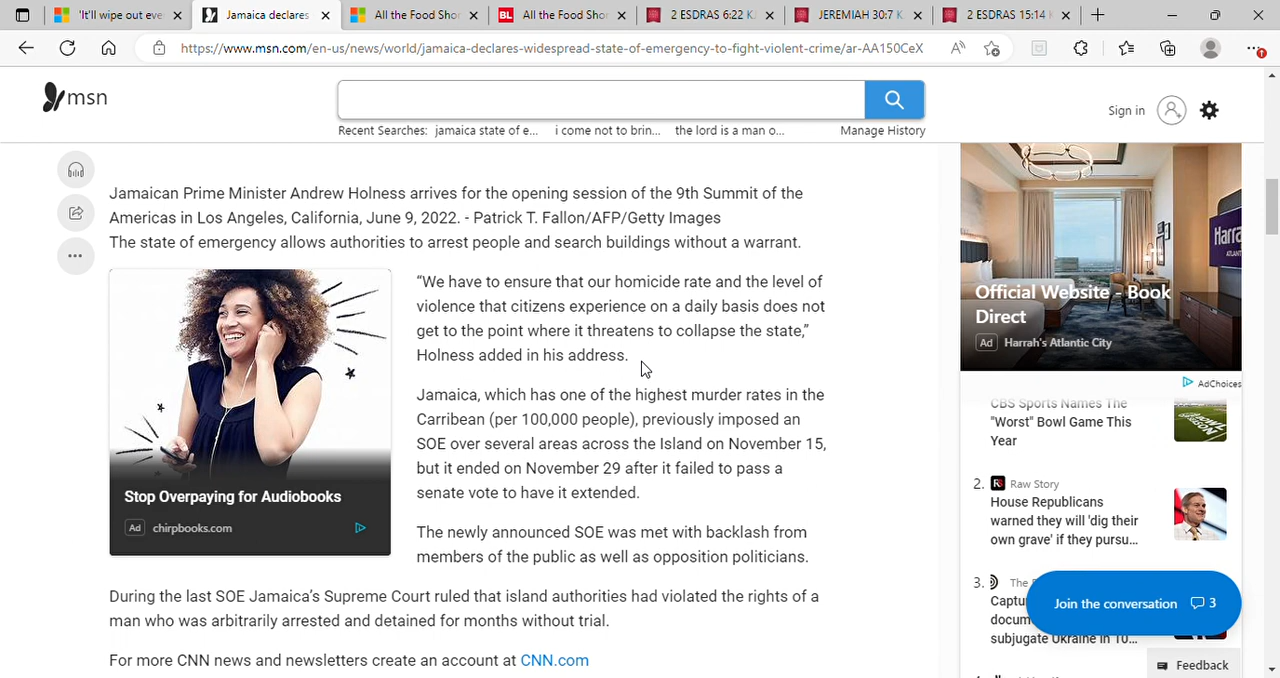 'It'll wipe out eve
Jamaica declares
All the Food Shor
BL All the Food Shor
2 ESDRAS 6:22 K
JEREMIAH 30:7 K
2 ESDRAS 15:14
https://www.msn.com/en-us/news/world/jamaica-declares-widespread-state-of-emergency-to-fight-violent-crime/ar-AA150CeX
msn
Sign in
Recent Searches: jamaica state of e... i come not to brin... the lord is a man o... Manage History
Jamaican Prime Minister Andrew Holness arrives for the opening session of the 9th Summit of the
Americas in Los Angeles, California, June 9, 2022. - Patrick T. Fallon/AFP/Getty Images
The state of emergency allows authorities to arrest people and search buildings without a warrant.
“We have to ensure that our homicide rate and the level of
violence that citizens experience on a daily basis does not
get to the point where it threatens to collapse the state,”
Holness added in his address.
Jamaica, which has one of the highest murder rates in the
Carribean (per 100,000 people), previously imposed an
SOE over several areas across the Island on November 15,
but it ended on November 29 after it failed to pass a
senate vote to have it extended.
The newly announced SOE was met with backlash from
members of the public as well as opposition politicians.
Stop Overpaying for Audiobooks
Ad chirpbooks.com
During the last SOE Jamaica’s Supreme Court ruled that island authorities had violated the rights of a
man who was arbitrarily arrested and detained for months without trial.
For more CNN news and newsletters create an account at CNN.com
Harra
Official Website - Book
Direct
Ad Harrah's Atlantic City
AdChoices
CBS Sports Names The
"Worst" Bowl Game This
Year
2. R Raw Story
House Republicans
warned they will 'dig their
own grave' if they pursu...
3. The
Captu
docum
subjugate Ukraine in 10...
Join the conversation 3
Feedback